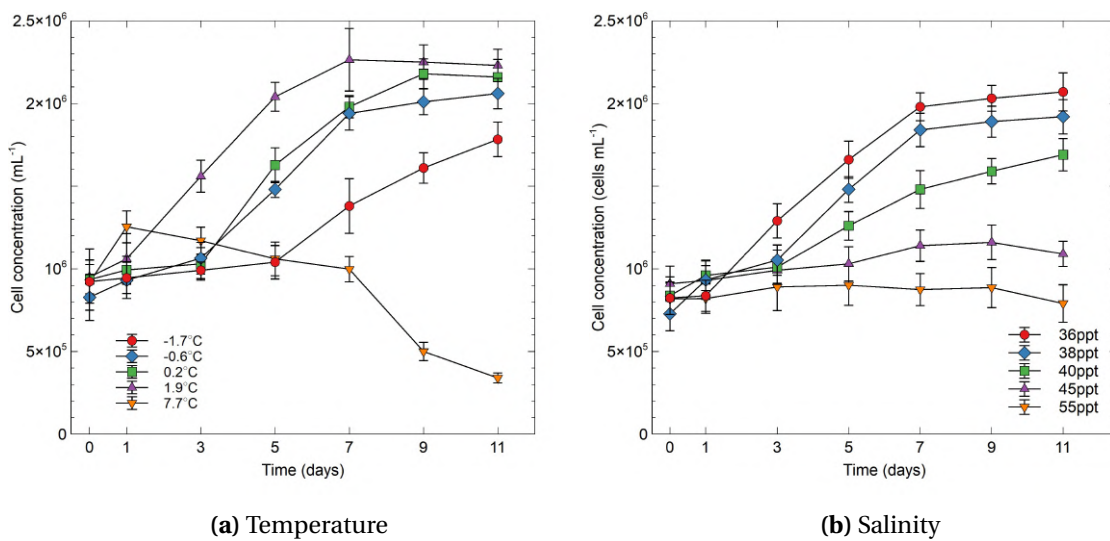 2.5×10⁶
2×10⁶
10⁶
5×10⁵
0
Cell concentration (mL⁻¹)
-1.7°C
-0.6°C
0.2°C
1.9°C
7.7°C
0 1 3 5 7 9 11
Time (days)
(a) Temperature
2.5×10⁶
2×10⁶
10⁶
5×10⁵
0
Cell concentration (cells mL⁻¹)
36ppt
38ppt
40ppt
45ppt
55ppt
0 1 3 5 7 9 11
Time (days)
(b) Salinity